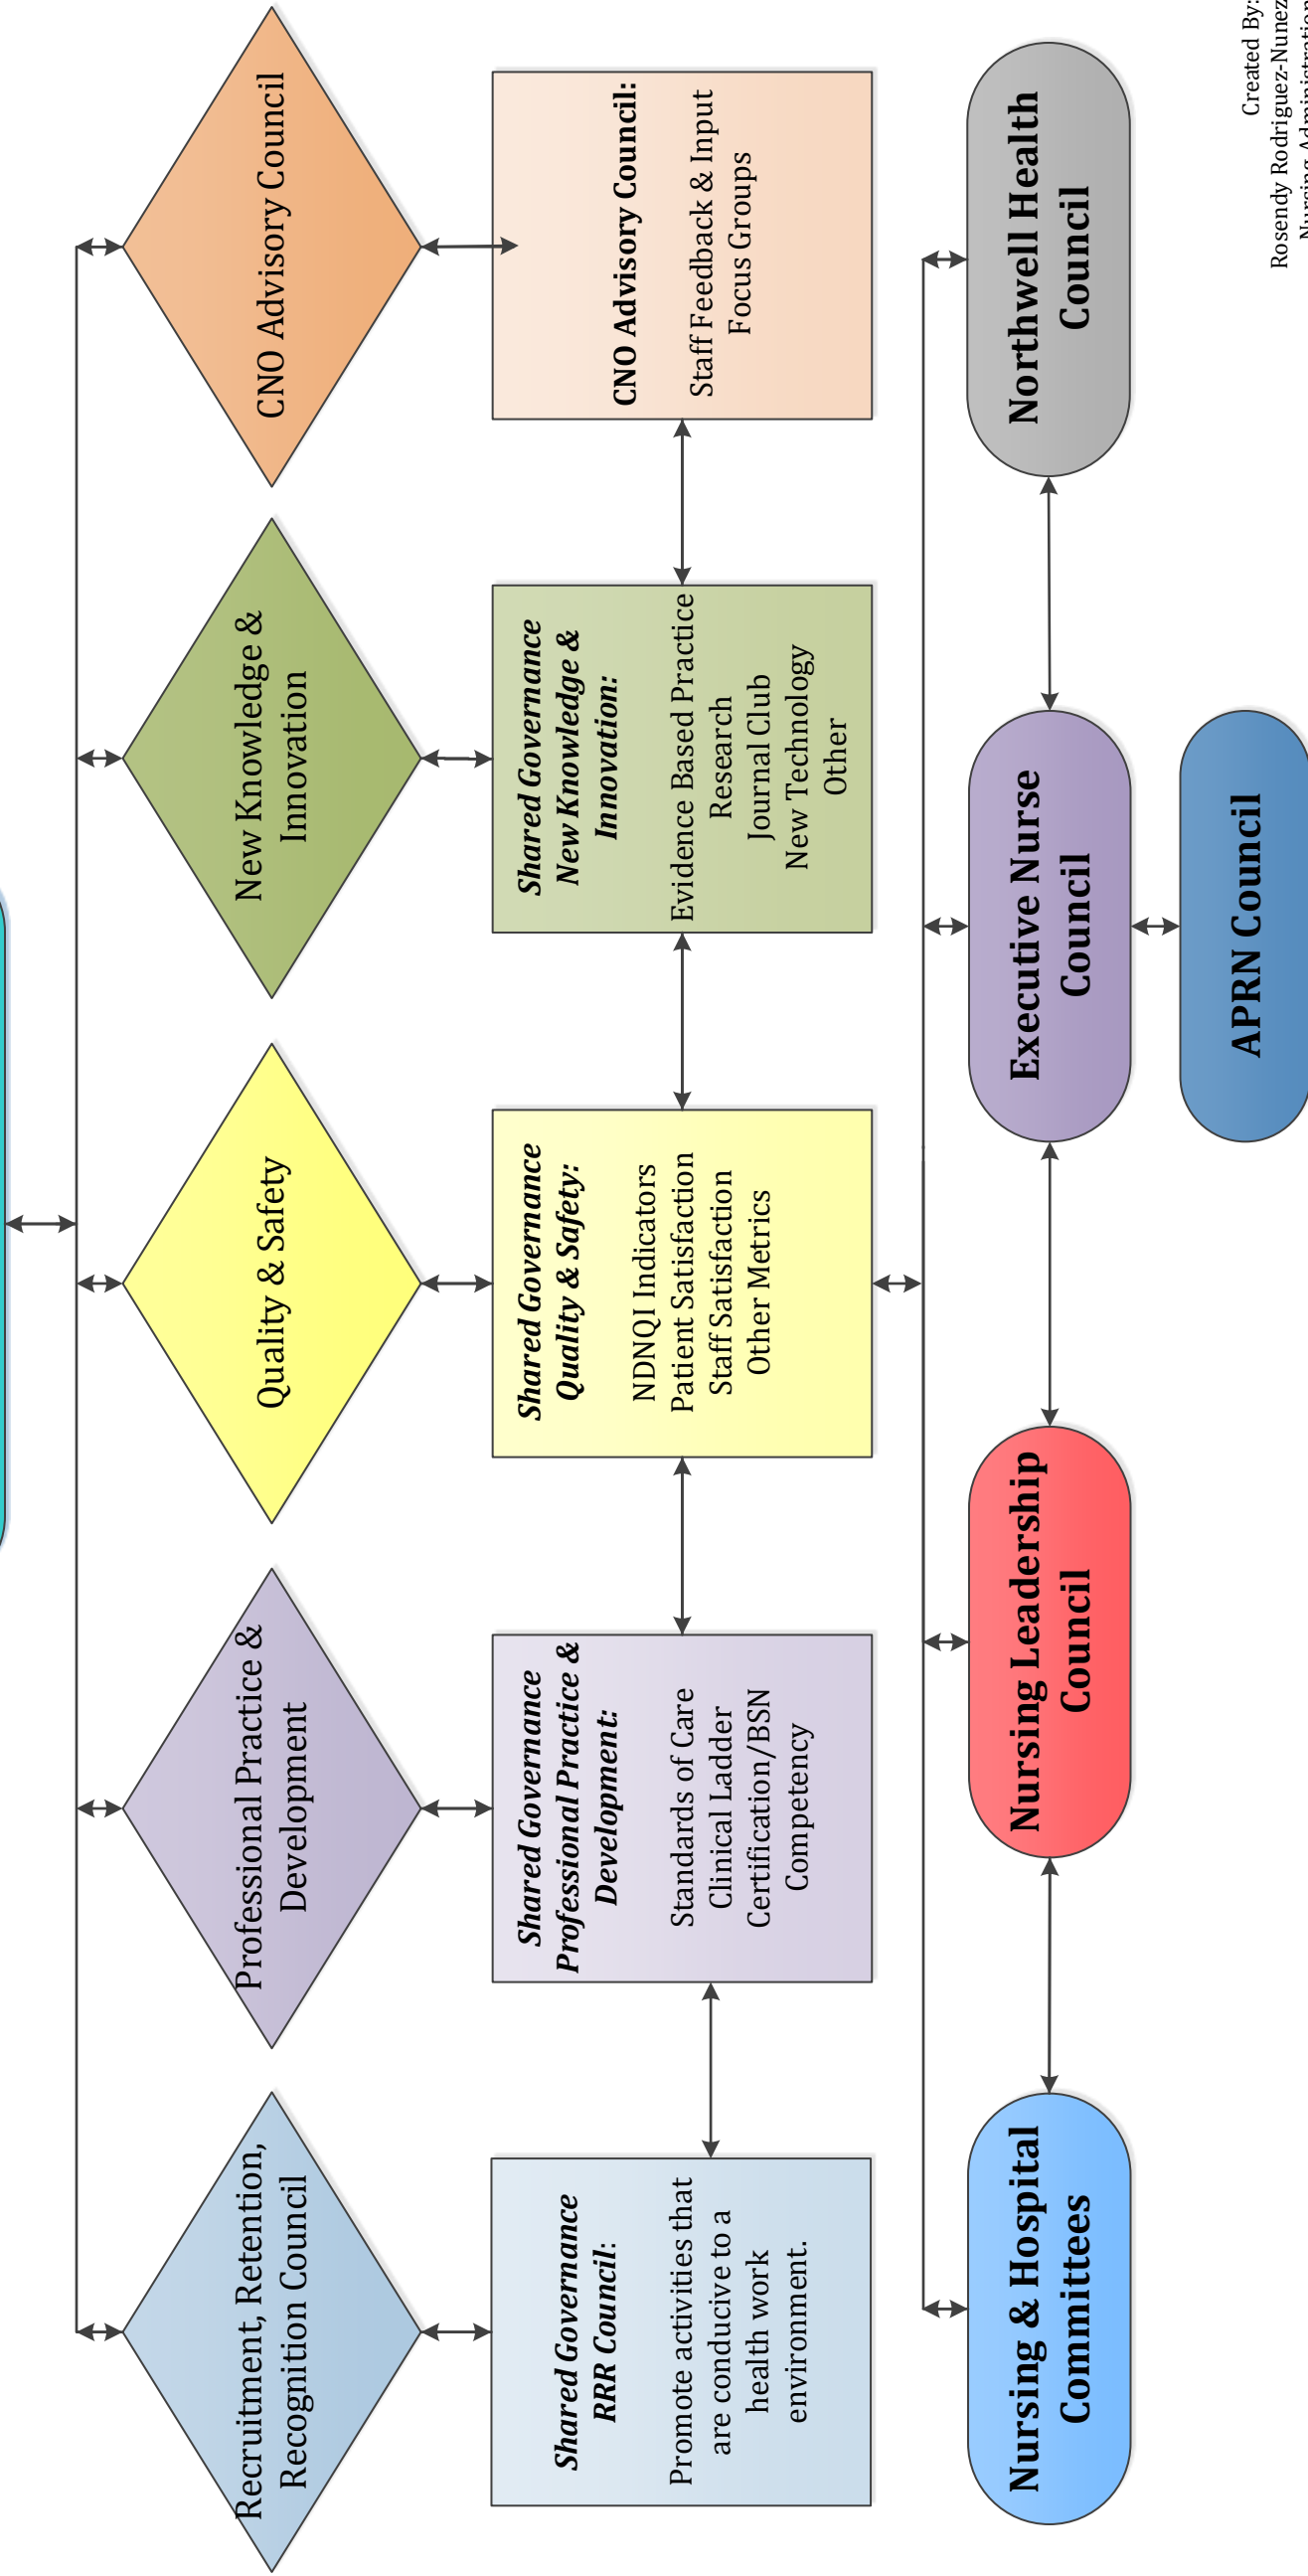 Recruitment, Retention,
Recognition Council
Professional Practice &
Development
Quality & Safety
New Knowledge &
Innovation
CNO Advisory Council
Shared Governance
RRR Council:
Promote activities that
are conducive to a
health work
environment.
Shared Governance
Professional Practice &
Development:
Standards of Care
Clinical Ladder
Certification/BSN
Competency
Shared Governance
Quality & Safety:
NDNQI Indicators
Patient Satisfaction
Staff Satisfaction
Other Metrics
Shared Governance
New Knowledge &
Innovation:
Evidence Based Practice
Research
Journal Club
New Technology
Other
CNO Advisory Council:
Staff Feedback & Input
Focus Groups
Nursing & Hospital
Committees
Nursing Leadership
Council
Executive Nurse
Council
Northwell Health
Council
APRN Council
Created By:
Rosendy Rodriguez-Nunez
Nursing Administration